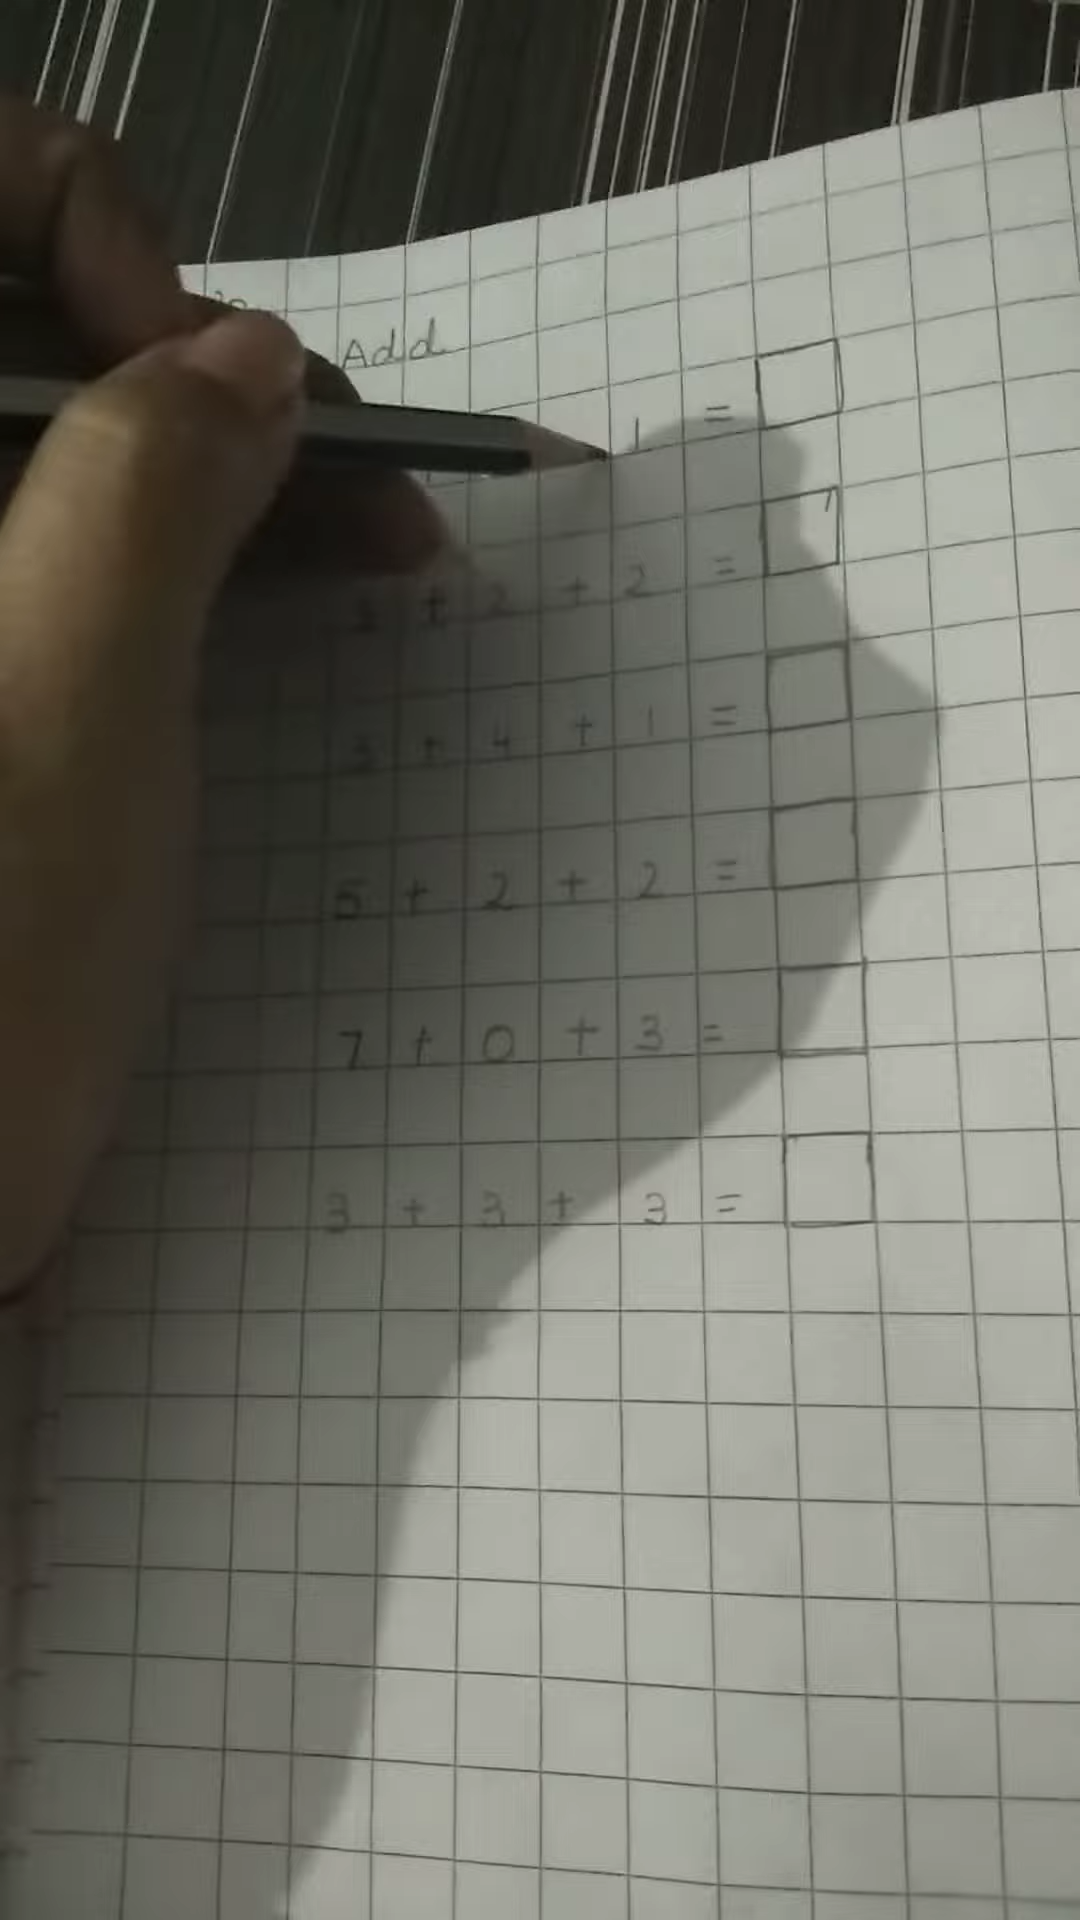 Add
1 =
+ 2 + 2 =
+ 4 + 1 =
5 + 2 + 2 =
7 + 0 + 3 =
3 + 3 + 3 =